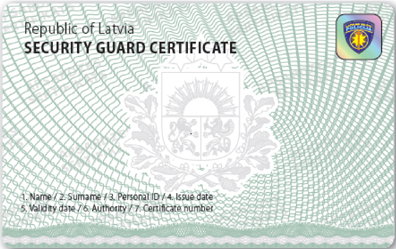 Republic of Latvia
SECURITY GUARD CERTIFICATE
1. Name / 2. Surname / 3. Personal ID / 4. Issue date
5. Validity date / 6. Authority / 7. Certificate number